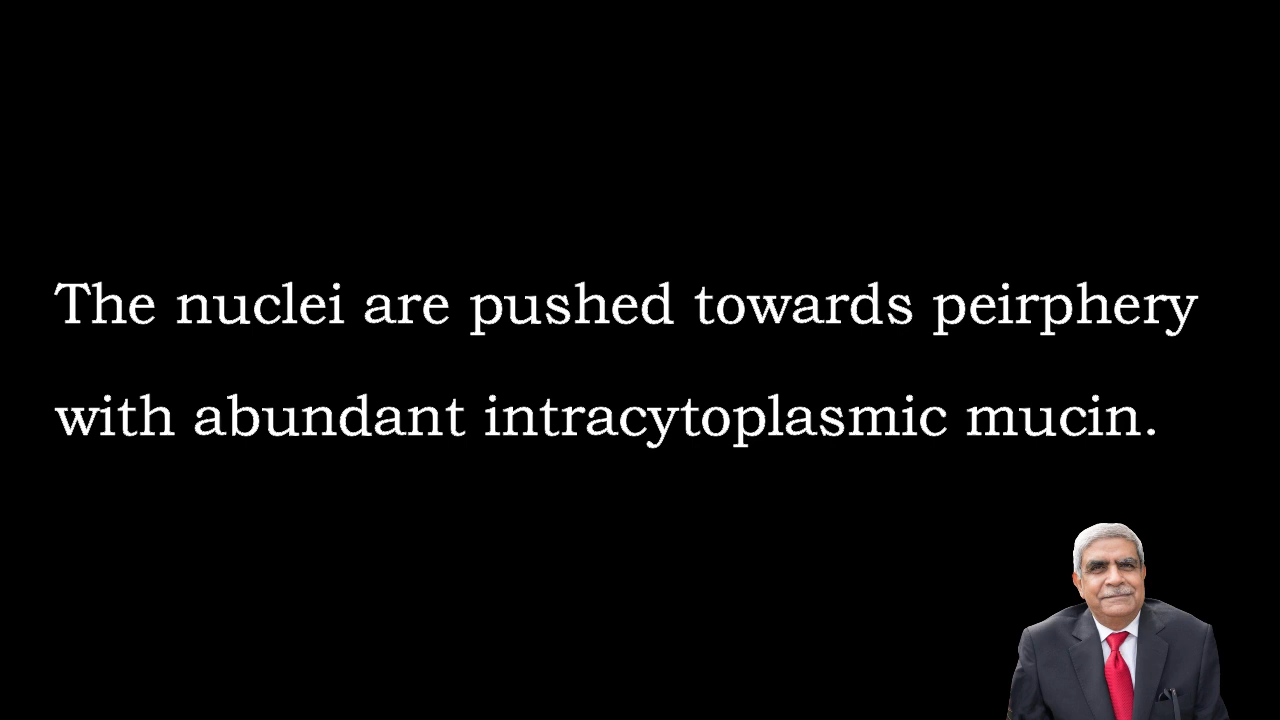 The nuclei are pushed towards peirphery
with abundant intracytoplasmic mucin.